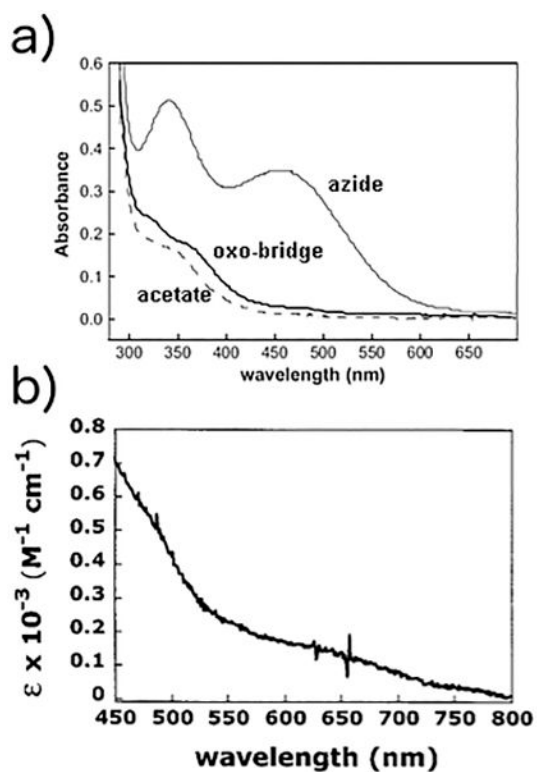 a)
0.6
0.5
0.4
0.3
0.2
0.1
0.0
Absorbance
azide
oxo-bridge
acetate
300 350 400 450 500 550 600 650
wavelength (nm)
b)
0.8
0.7
0.6
0.5
0.4
0.3
0.2
0.1
0
ε x 10⁻³ (M⁻¹ cm⁻¹)
450 500 550 600 650 700 750 800
wavelength (nm)